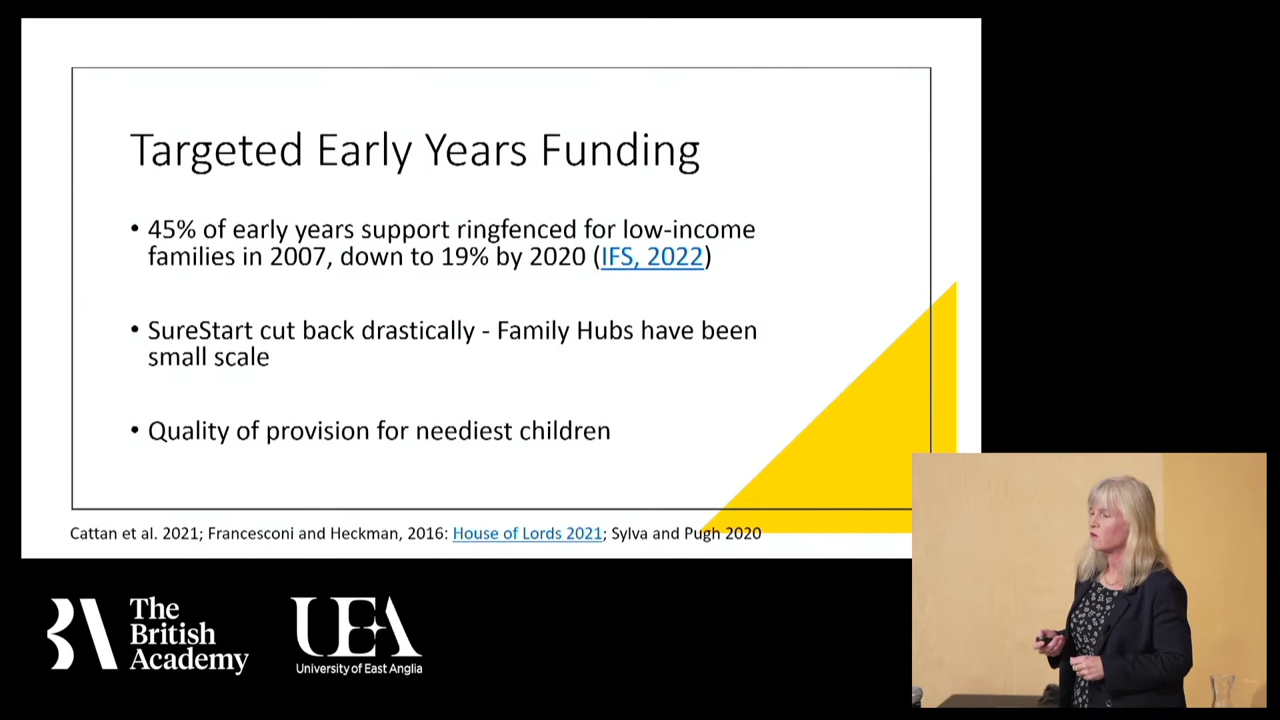 Targeted Early Years Funding
• 45% of early years support ringfenced for low-income
families in 2007, down to 19% by 2020 (IFS, 2022)
• SureStart cut back drastically - Family Hubs have been
small scale
• Quality of provision for neediest children
Cattan et al. 2021; Francesconi and Heckman, 2016: House of Lords 2021; Sylva and Pugh 2020
BA
The
British
Academy
UEA
University of East Anglia